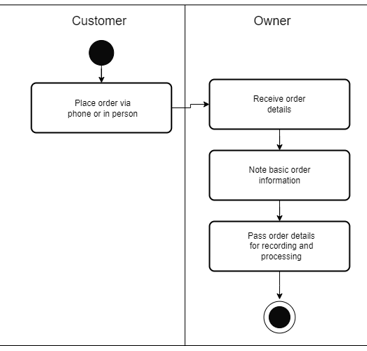 Customer
Owner
Place order via
phone or in person
Receive order
details
Note basic order
information
Pass order details
for recording and
processing